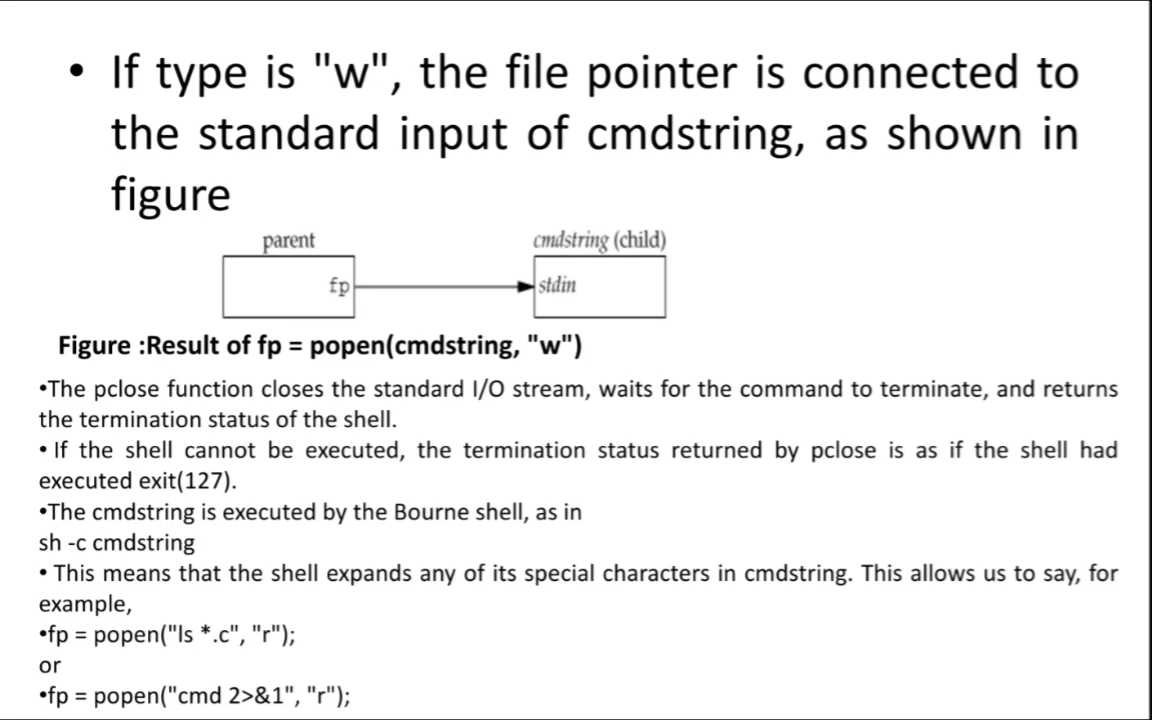 • If type is "w", the file pointer is connected to
the standard input of cmdstring, as shown in
figure
parent
cmdstring (child)
fp
stdin
Figure :Result of fp = popen(cmdstring, "w")
•The pclose function closes the standard I/O stream, waits for the command to terminate, and returns
the termination status of the shell.
• If the shell cannot be executed, the termination status returned by pclose is as if the shell had
executed exit(127).
•The cmdstring is executed by the Bourne shell, as in
sh -c cmdstring
• This means that the shell expands any of its special characters in cmdstring. This allows us to say, for
example,
•fp = popen("ls *.c", "r");
or
•fp = popen("cmd 2>&1", "r");